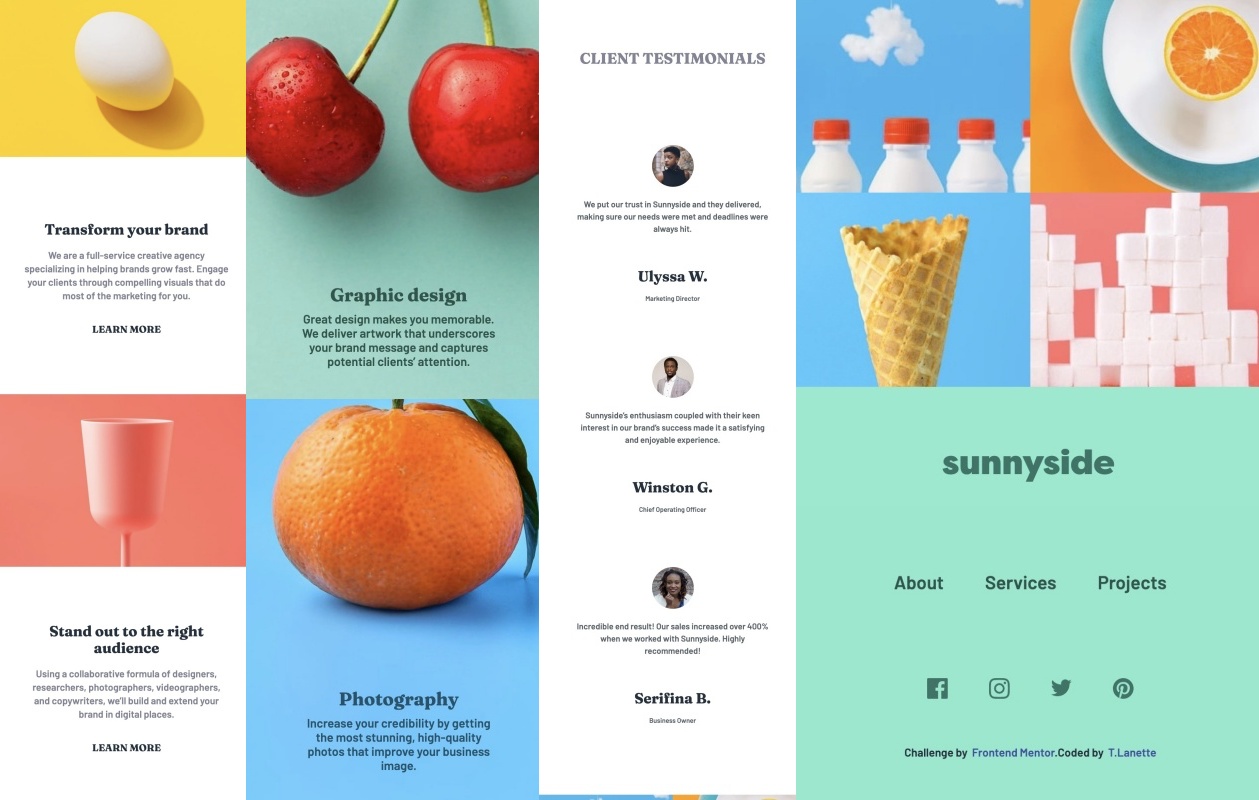 Transform your brand
We are a full-service creative agency
specializing in helping brands grow fast. Engage
your clients through compelling visuals that do
most of the marketing for you.
LEARN MORE
Stand out to the right
audience
Using a collaborative formula of designers,
researchers, photographers, videographers,
and copywriters, we'll build and extend your
brand in digital places.
LEARN MORE
Graphic design
Great design makes you memorable.
We deliver artwork that underscores
your brand message and captures
potential clients' attention.
Photography
Increase your credibility by getting
the most stunning, high-quality
photos that improve your business
image.
CLIENT TESTIMONIALS
We put our trust in Sunnyside and they delivered,
making sure our needs were met and deadlines were
always hit.
Ulyssa W.
Marketing Director
Sunnyside's enthusiasm coupled with their keen
interest in our brand's success made it a satisfying
and enjoyable experience.
Winston G.
Chief Operating Officer
Incredible end result! Our sales increased over 400%
when we worked with Sunnyside. Highly
recommended!
Serifina B.
Business Owner
sunnyside
About Services Projects
Challenge by Frontend Mentor.Coded by T.Lanette